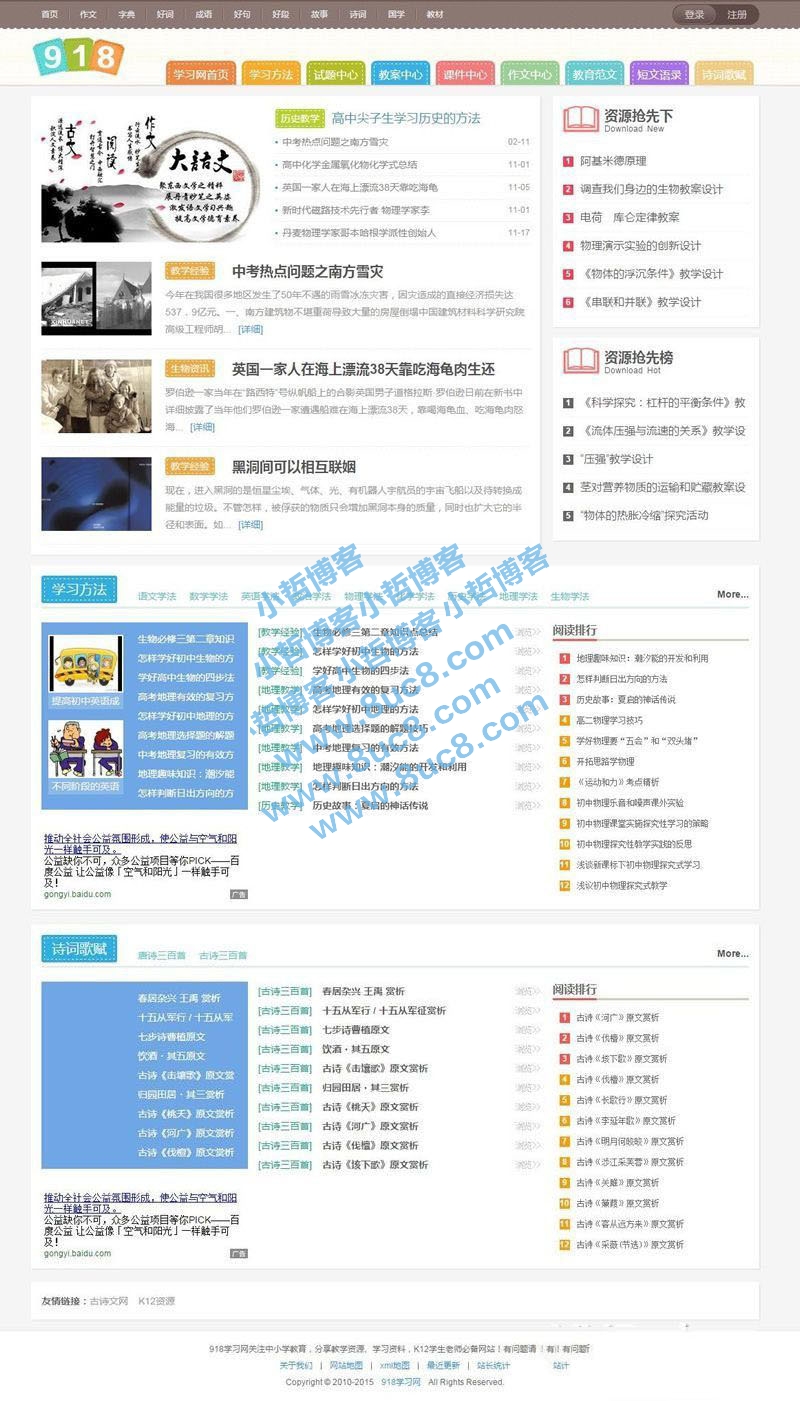 首页 作文 字典 好词 成语 好句 好段 故事 诗词 国学 教材 登录 注册
918
学习网首页 学习方法 试题中心 教案中心 课件中心 作文中心 教育范文 短文语录 诗词歌赋
古文 阅读 作文
大语文
聚东西文学之精粹
展丹青妙笔之英姿
激发语文学习兴趣
提高文学德育素养
历史教学 高中尖子生学习历史的方法
中考热点问题之南方雪灾 02-11
高中化学金属氧化物化学式总结 11-01
英国一家人在海上漂流38天靠吃海龟 11-05
新时代磁路技术先行者 物理学家李 11-01
丹麦物理学家哥本哈根学派性创始人 11-17
教学经验 中考热点问题之南方雪灾
今年在我国很多地区发生了50年不遇的雨雪冰冻灾害，因灾造成的直接经济损失达
537．9亿元。一、南方建筑物不堪重荷导致大量的房屋倒塌中国建筑材料科学研究院
高级工程师胡... [详细]
XINHUANET
生物资讯 英国一家人在海上漂流38天靠吃海龟肉生还
罗伯逊一家当年在“路西特”号纵帆船上的合影英国男子道格拉斯·罗伯逊日前在新书中
详细披露了当年他们罗伯逊一家遭遇船难在海上漂流38天，靠喝海龟血、吃海龟肉怒
海... [详细]
教学经验 黑洞间可以相互联姻
现在，进入黑洞的是恒星尘埃、气体、光、有机器人宇航员的宇宙飞船以及待转换成
能量的垃圾。不管怎样，被俘获的物质只会增加黑洞本身的质量，同时也扩大它的半
径和表面。如... [详细]
资源抢先下
Download New
1 阿基米德原理
2 调查我们身边的生物教案设计
3 电荷 库仑定律教案
4 物理演示实验的创新设计
5 《物体的浮沉条件》教学设计
6 《串联和并联》教学设计
资源抢先榜
Download Hot
1 《科学探究：杠杆的平衡条件》教
2 《流体压强与流速的关系》教学设
3 “压强”教学设计
4 茎对营养物质的运输和贮藏教案设
5 “物体的热胀冷缩”探究活动
学习方法 语文学法 数学学法 英语学法 政治学法 物理学法 化学学法 历史学法 地理学法 生物学法 More...
提高初中英语成
不同阶段的英语
生物必修三第二章知识
怎样学好初中生物的方
学好高中生物的四步法
高考地理有效的复习方
怎样学好初中地理的方
高考地理选择题的解题
中考地理复习的有效方
地理趣味知识：潮汐能
怎样判断日出方向的方
[教学经验] 生物必修三第二章知识点总结 浏览>>
[教学经验] 怎样学好初中生物的方法 浏览>>
[教学经验] 学好高中生物的四步法 浏览>>
[地理教学] 高考地理有效的复习方法 浏览>>
[地理教学] 怎样学好初中地理的方法 浏览>>
[地理教学] 高考地理选择题的解题技巧 浏览>>
[地理教学] 中考地理复习的有效方法 浏览>>
[地理教学] 地理趣味知识：潮汐能的开发和利用 浏览>>
[地理教学] 怎样判断日出方向的方法 浏览>>
[历史教学] 历史故事：夏启的神话传说 浏览>>
小哲博客小哲博客小哲博客
www.8uc8.com
www.8uc8.com
www.8uc8.com
阅读排行
1 地理趣味知识：潮汐能的开发和利用
2 怎样判断日出方向的方法
3 历史故事：夏启的神话传说
4 高二物理学习技巧
5 学好物理要“五会”和“双头堵”
6 开拓思路学物理
7 《运动和力》考点精析
8 初中物理乐音和噪声课外实验
9 初中物理课堂实施探究性学习的策略
10 初中物理探究性教学实践的反思
11 浅谈新课标下初中物理探究式学习
12 浅议初中物理探究式教学
推动全社会公益氛围形成，使公益与空气和阳
光一样触手可及。
公益缺你不可，众多公益项目等你PICK——百
度公益 让公益像「空气和阳光」一样触手可
及！
gongyi.baidu.com 广告
诗词歌赋 唐诗三百首 古诗三百首 More...
春居杂兴 王禹 赏析
十五从军行 / 十五从军
七步诗曹植原文
饮酒·其五原文
古诗《击壤歌》原文赏
归园田居·其三赏析
古诗《桃夭》原文赏析
古诗《河广》原文赏析
古诗《伐檀》原文赏析
[古诗三百首] 春居杂兴 王禹 赏析 浏览>>
[古诗三百首] 十五从军行 / 十五从军征赏析 浏览>>
[古诗三百首] 七步诗曹植原文 浏览>>
[古诗三百首] 饮酒·其五原文 浏览>>
[古诗三百首] 古诗《击壤歌》原文赏析 浏览>>
[古诗三百首] 归园田居·其三赏析 浏览>>
[古诗三百首] 古诗《桃夭》原文赏析 浏览>>
[古诗三百首] 古诗《河广》原文赏析 浏览>>
[古诗三百首] 古诗《伐檀》原文赏析 浏览>>
[古诗三百首] 古诗《垓下歌》原文赏析 浏览>>
阅读排行
1 古诗《河广》原文赏析
2 古诗《伐檀》原文赏析
3 古诗《垓下歌》原文赏析
4 古诗《伐檀》原文赏析
5 古诗《长歌行》原文赏析
6 古诗《李延年歌》原文赏析
7 古诗《明月何皎皎》原文赏析
8 古诗《涉江采芙蓉》原文赏析
9 古诗《关雎》原文赏析
10 古诗《蒹葭》原文赏析
11 古诗《客从远方来》原文赏析
12 古诗《采薇(节选)》原文赏析
推动全社会公益氛围形成，使公益与空气和阳
光一样触手可及。
公益缺你不可，众多公益项目等你PICK——百
度公益 让公益像「空气和阳光」一样触手可
及！
gongyi.baidu.com 广告
友情链接：古诗文网 K12资源
918学习网关注中小学教育，分享教学资源、学习资料，K12学生老师必备网站！有问题请
关于我们 | 网站地图 | xml地图 | 最近更新 | 站长统计 站计
Copyright © 2010-2015 918学习网 All Rights Reserved.